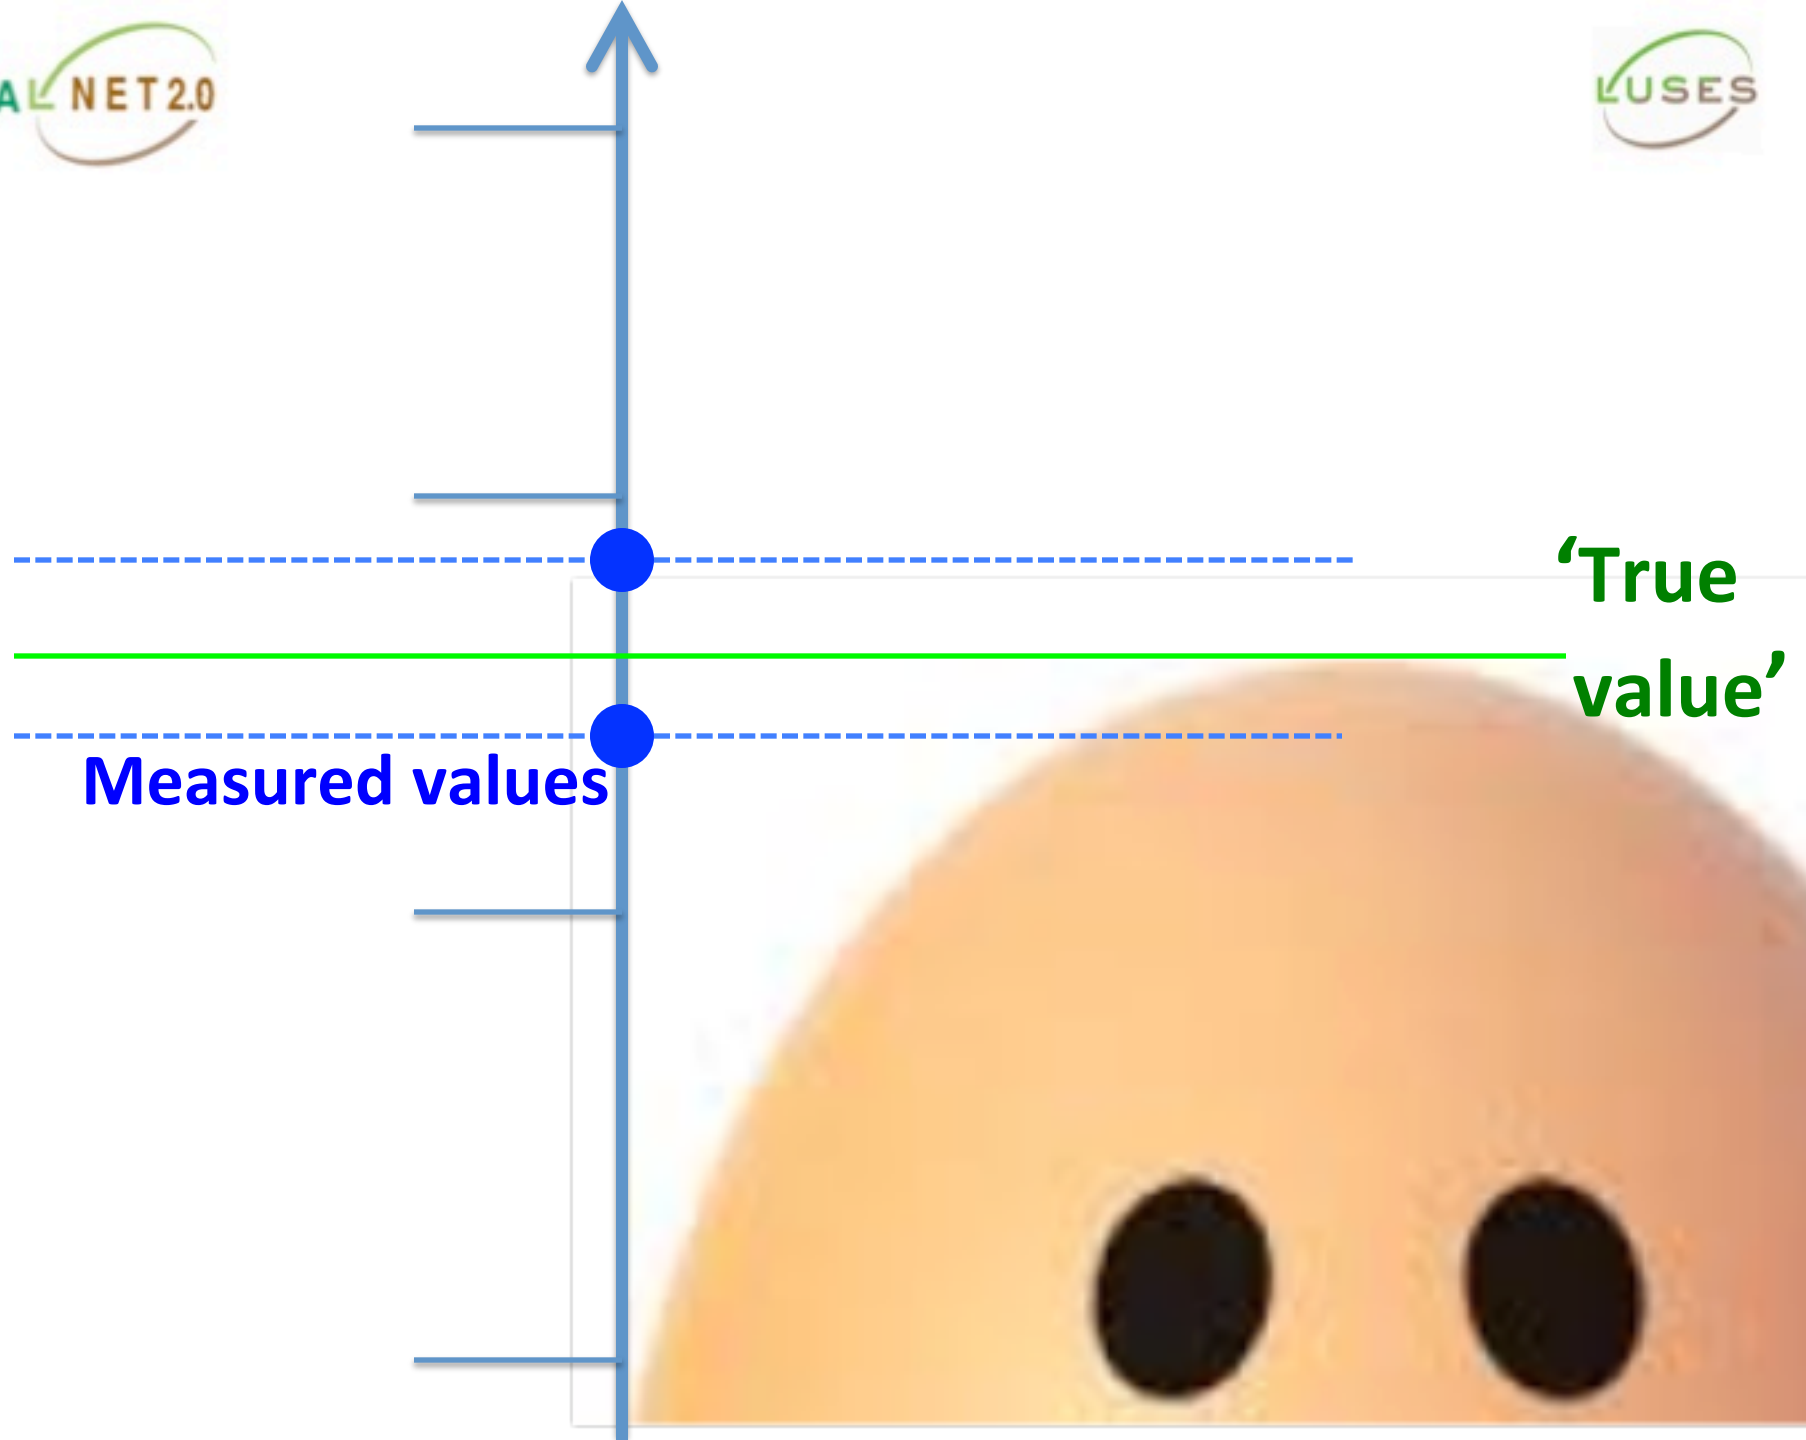 AL NET 2.0
LUSES
‘True
value’
Measured values